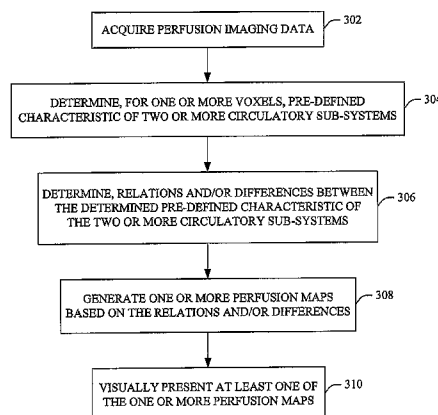 ACQUIRE PERFUSION IMAGING DATA
302
DETERMINE, FOR ONE OR MORE VOXELS, PRE-DEFINED
CHARACTERISTIC OF TWO OR MORE CIRCULATORY SUB-SYSTEMS
304
DETERMINE, RELATIONS AND/OR DIFFERENCES BETWEEN
THE DETERMINED PRE-DEFINED CHARACTERISTIC OF
THE TWO OR MORE CIRCULATORY SUB-SYSTEMS
306
GENERATE ONE OR MORE PERFUSION MAPS
BASED ON THE RELATIONS AND/OR DIFFERENCES
308
VISUALLY PRESENT AT LEAST ONE OF
THE ONE OR MORE PERFUSION MAPS
310